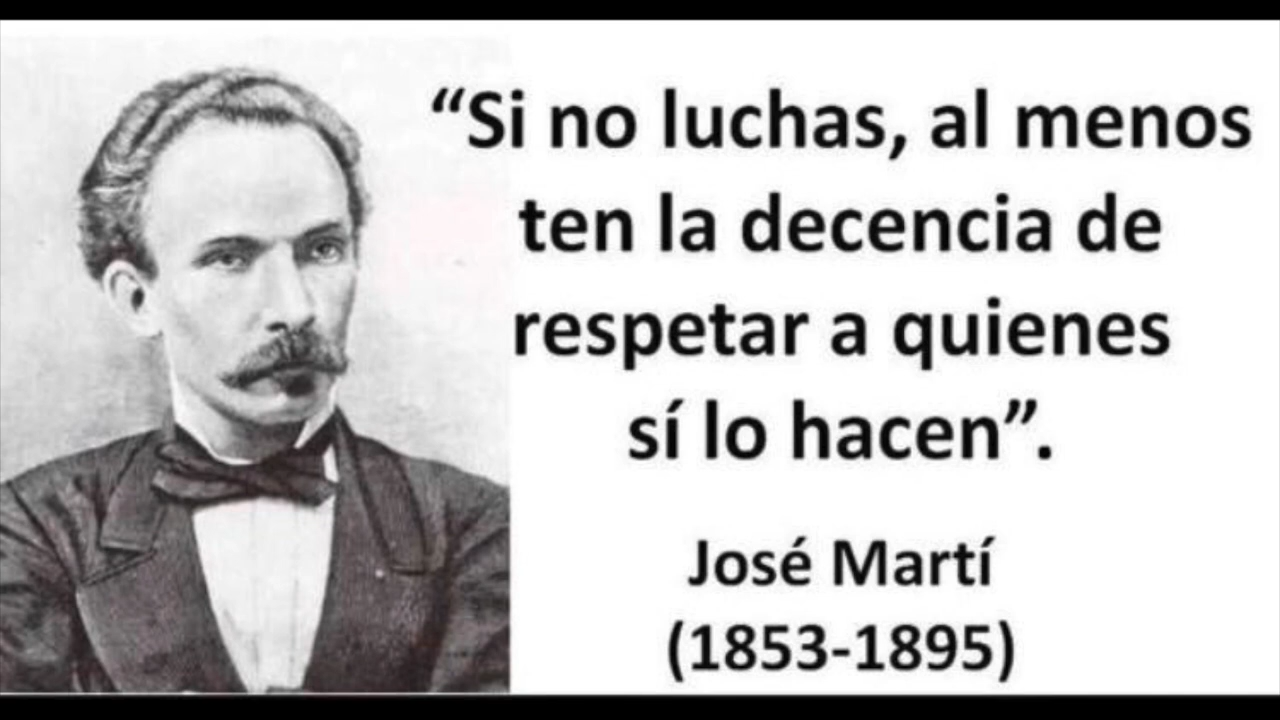 “Si no luchas, al menos
ten la decencia de
respetar a quienes
sí lo hacen”.
José Martí
(1853-1895)